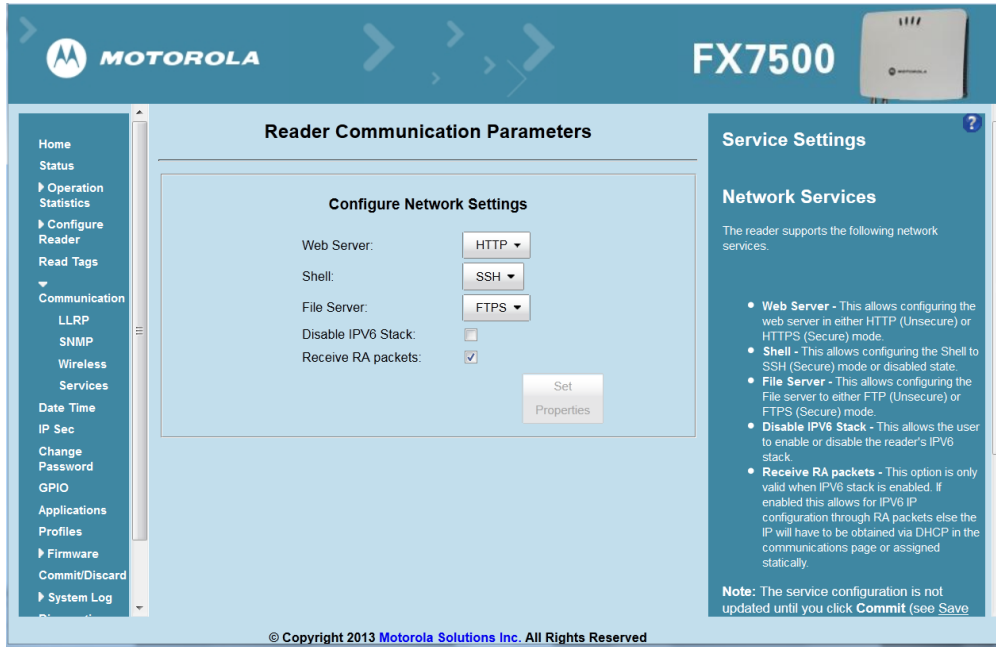 MOTOROLA
FX7500
MOTOROLA
Home
Status
Operation
Statistics
Configure
Reader
Read Tags
Communication
LLRP
SNMP
Wireless
Services
Date Time
IP Sec
Change
Password
GPIO
Applications
Profiles
Firmware
Commit/Discard
System Log
Reader Communication Parameters
Configure Network Settings
Web Server: HTTP
Shell: SSH
File Server: FTPS
Disable IPV6 Stack:
Receive RA packets:
Set
Properties
?
Service Settings
Network Services
The reader supports the following network
services.
• Web Server - This allows configuring the
web server in either HTTP (Unsecure) or
HTTPS (Secure) mode.
• Shell - This allows configuring the Shell to
SSH (Secure) mode or disabled state.
• File Server - This allows configuring the
File server to either FTP (Unsecure) or
FTPS (Secure) mode.
• Disable IPV6 Stack - This allows the user
to enable or disable the reader's IPV6
stack.
• Receive RA packets - This option is only
valid when IPV6 stack is enabled. If
enabled this allows for IPV6 IP
configuration through RA packets else the
IP will have to be obtained via DHCP in the
communications page or assigned
statically.
Note: The service configuration is not
updated until you click Commit (see Save
© Copyright 2013 Motorola Solutions Inc. All Rights Reserved